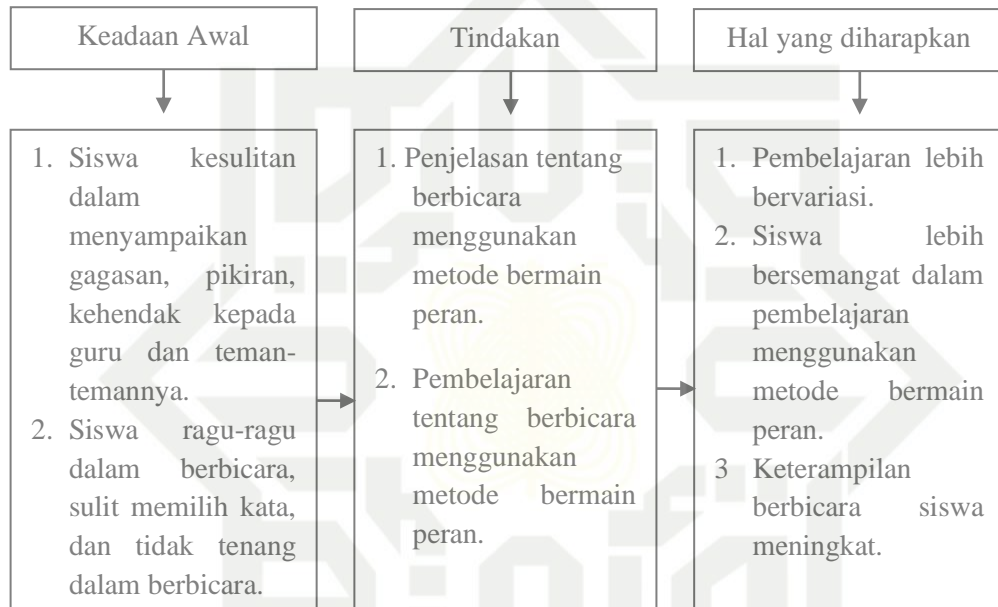 Keadaan Awal
Tindakan
Hal yang diharapkan
1. Siswa kesulitan
dalam
menyampaikan
gagasan, pikiran,
kehendak kepada
guru dan teman-
temannya.
2. Siswa ragu-ragu
dalam berbicara,
sulit memilih kata,
dan tidak tenang
dalam berbicara.
1. Penjelasan tentang
berbicara
menggunakan
metode bermain
peran.
2. Pembelajaran
tentang berbicara
menggunakan
metode bermain
peran.
1. Pembelajaran lebih
bervariasi.
2. Siswa lebih
bersemangat dalam
pembelajaran
menggunakan
metode bermain
peran.
3 Keterampilan
berbicara siswa
meningkat.